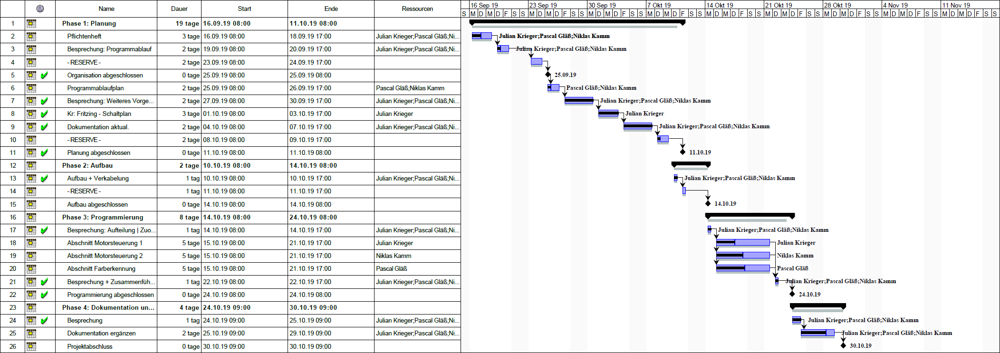 Name Dauer Start Ende Ressourcen
16 Sep 19 23 Sep 19 30 Sep 19 7 Okt 19 14 Okt 19 21 Okt 19 28 Okt 19 4 Nov 19 11 Nov 19
S M D M D F S S M D M D F S S M D M D F S S M D M D F S S M D M D F S S M D M D F S S M D M D F S S M D M D F S S M D M D F S S
1 Phase 1: Planung 19 tage 16.09.19 08:00 11.10.19 08:00
2 Pflichtenheft 3 tage 16.09.19 08:00 18.09.19 17:00 Julian Krieger;Pascal Gläß;Ni... Julian Krieger;Pascal Gläß;Niklas Kamm
3 Besprechung: Programmablauf 2 tage 19.09.19 08:00 20.09.19 17:00 Julian Krieger;Pascal Gläß;Ni... Julian Krieger;Pascal Gläß;Niklas Kamm
4 - RESERVE - 2 tage 23.09.19 08:00 24.09.19 17:00
5 Organisation abgeschlossen 0 tage 25.09.19 08:00 25.09.19 08:00 25.09.19
6 Programmablaufplan 2 tage 25.09.19 08:00 26.09.19 17:00 Pascal Gläß;Niklas Kamm Pascal Gläß;Niklas Kamm
7 Besprechung: Weiteres Vorge... 2 tage 27.09.19 08:00 30.09.19 17:00 Julian Krieger;Pascal Gläß;Ni... Julian Krieger;Pascal Gläß;Niklas Kamm
8 Kr: Fritzing - Schaltplan 3 tage 01.10.19 08:00 03.10.19 17:00 Julian Krieger Julian Krieger
9 Dokumentation aktual. 2 tage 04.10.19 08:00 07.10.19 17:00 Julian Krieger;Pascal Gläß;Ni... Julian Krieger;Pascal Gläß;Niklas Kamm
10 - RESERVE - 2 tage 08.10.19 08:00 09.10.19 17:00
11 Planung abgeschlossen 0 tage 11.10.19 08:00 11.10.19 08:00 11.10.19
12 Phase 2: Aufbau 2 tage 10.10.19 08:00 14.10.19 08:00
13 Aufbau + Verkabelung 1 tag 10.10.19 08:00 10.10.19 17:00 Julian Krieger;Pascal Gläß;Ni... Julian Krieger;Pascal Gläß;Niklas Kamm
14 - RESERVE - 1 tag 11.10.19 08:00 11.10.19 17:00
15 Aufbau abgeschlossen 0 tage 14.10.19 08:00 14.10.19 08:00 14.10.19
16 Phase 3: Programmierung 8 tage 14.10.19 08:00 24.10.19 08:00
17 Besprechung: Aufteilung | Zuo... 1 tag 14.10.19 08:00 14.10.19 17:00 Julian Krieger;Pascal Gläß;Ni... Julian Krieger;Pascal Gläß;Niklas Kamm
18 Abschnitt Motorsteuerung 1 5 tage 15.10.19 08:00 21.10.19 17:00 Julian Krieger Julian Krieger
19 Abschnitt Motorsteuerung 2 5 tage 15.10.19 08:00 21.10.19 17:00 Niklas Kamm Niklas Kamm
20 Abschnitt Farberkennung 5 tage 15.10.19 08:00 21.10.19 17:00 Pascal Gläß Pascal Gläß
21 Besprechung + Zusammenfüh... 1 tag 22.10.19 08:00 22.10.19 17:00 Julian Krieger;Pascal Gläß;Ni... Julian Krieger;Pascal Gläß;Niklas Kamm
22 Programmierung abgeschlossen 0 tage 24.10.19 08:00 24.10.19 08:00 24.10.19
23 Phase 4: Dokumentation un... 4 tage 24.10.19 09:00 30.10.19 09:00
24 Besprechung 1 tag 24.10.19 09:00 25.10.19 09:00 Julian Krieger;Pascal Gläß;Ni... Julian Krieger;Pascal Gläß;Niklas Kamm
25 Dokumentation ergänzen 2 tage 25.10.19 09:00 29.10.19 09:00 Julian Krieger;Pascal Gläß;Ni... Julian Krieger;Pascal Gläß;Niklas Kamm
26 Projektabschluss 0 tage 30.10.19 09:00 30.10.19 09:00 30.10.19